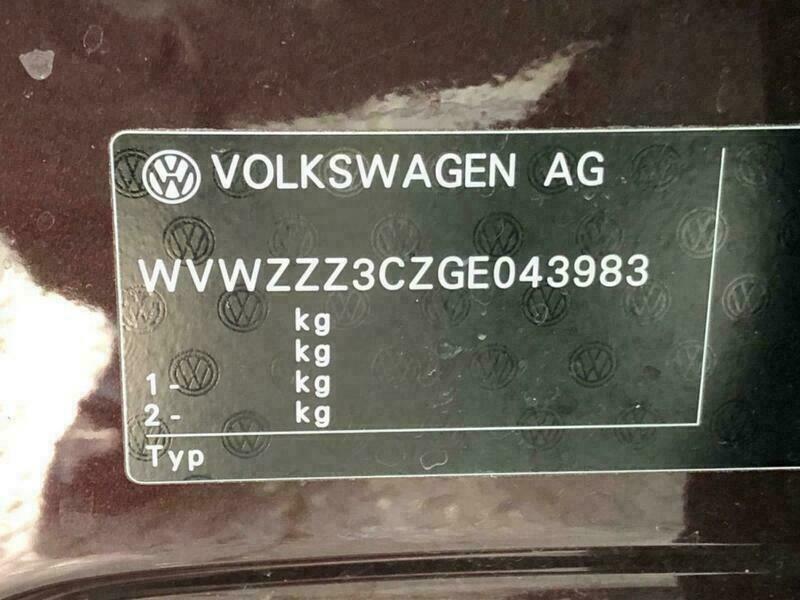 VOLKSWAGEN AG
WVWZZZ3CZGE043983
kg
kg
1- kg
2- kg
Typ